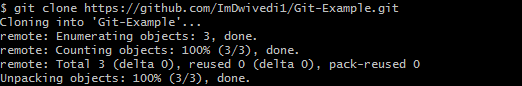 $ git clone https://github.com/ImDwivedi1/Git-Example.git
Cloning into 'Git-Example'...
remote: Enumerating objects: 3, done.
remote: Counting objects: 100% (3/3), done.
remote: Total 3 (delta 0), reused 0 (delta 0), pack-reused 0
Unpacking objects: 100% (3/3), done.